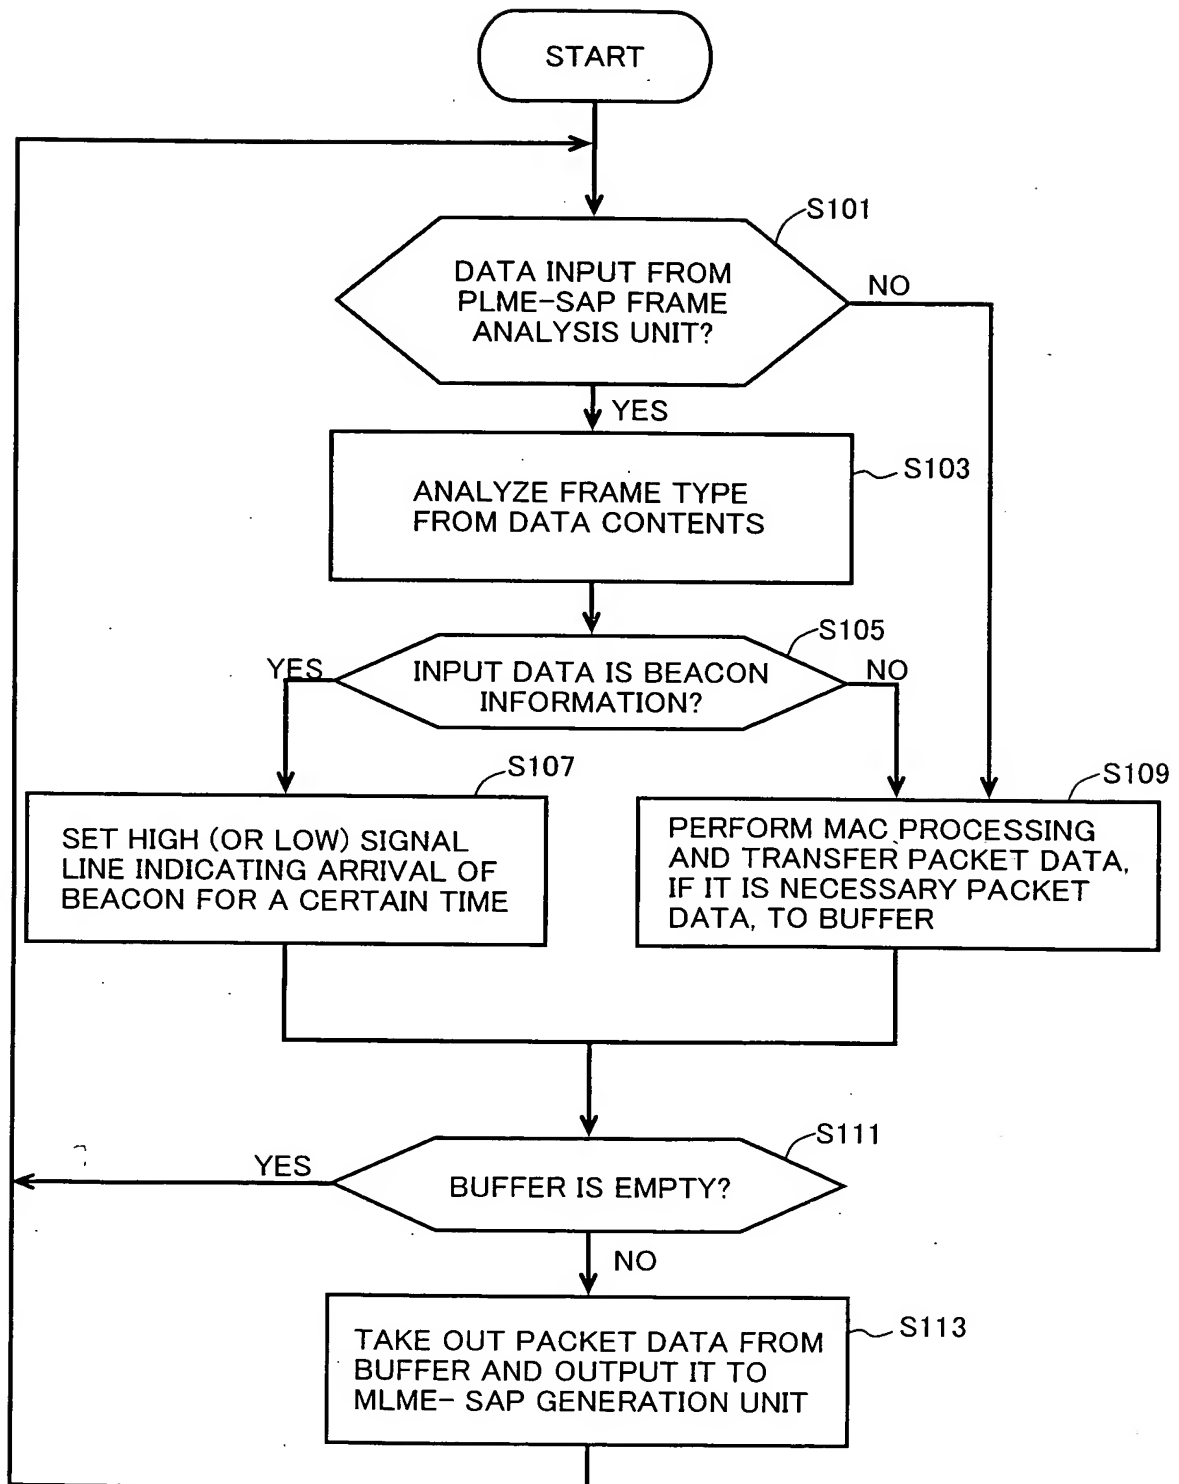 START
S101
DATA INPUT FROM
PLME-SAP FRAME
ANALYSIS UNIT?
NO
YES
S103
ANALYZE FRAME TYPE
FROM DATA CONTENTS
S105
YES
INPUT DATA IS BEACON
INFORMATION?
NO
S107
SET HIGH (OR LOW) SIGNAL
LINE INDICATING ARRIVAL OF
BEACON FOR A CERTAIN TIME
S109
PERFORM MAC PROCESSING
AND TRANSFER PACKET DATA,
IF IT IS NECESSARY PACKET
DATA, TO BUFFER
S111
YES
BUFFER IS EMPTY?
NO
S113
TAKE OUT PACKET DATA FROM
BUFFER AND OUTPUT IT TO
MLME- SAP GENERATION UNIT